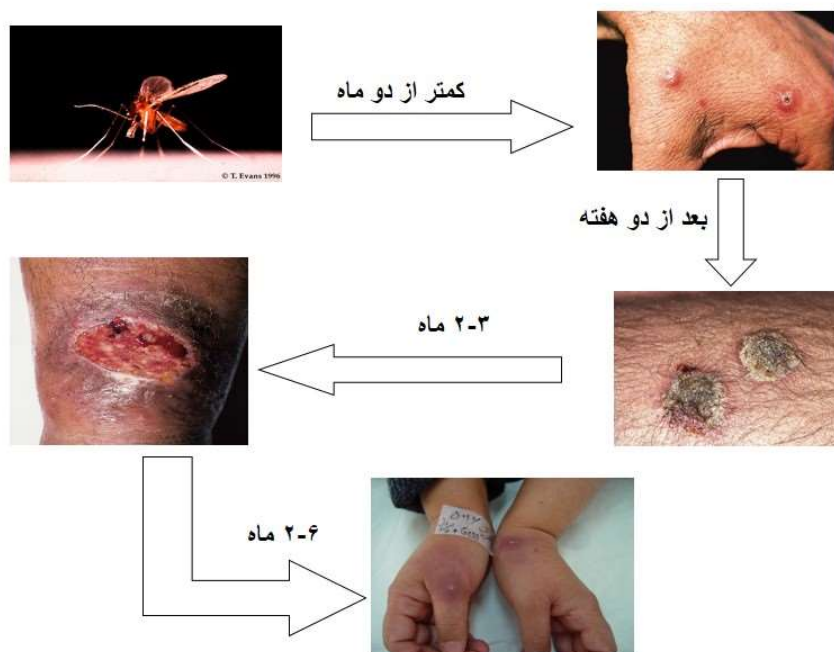 کمتر از دو ماه
© T. Evans 1996
بعد از دو هفته
۲-۳ ماه
۲-۶ ماه